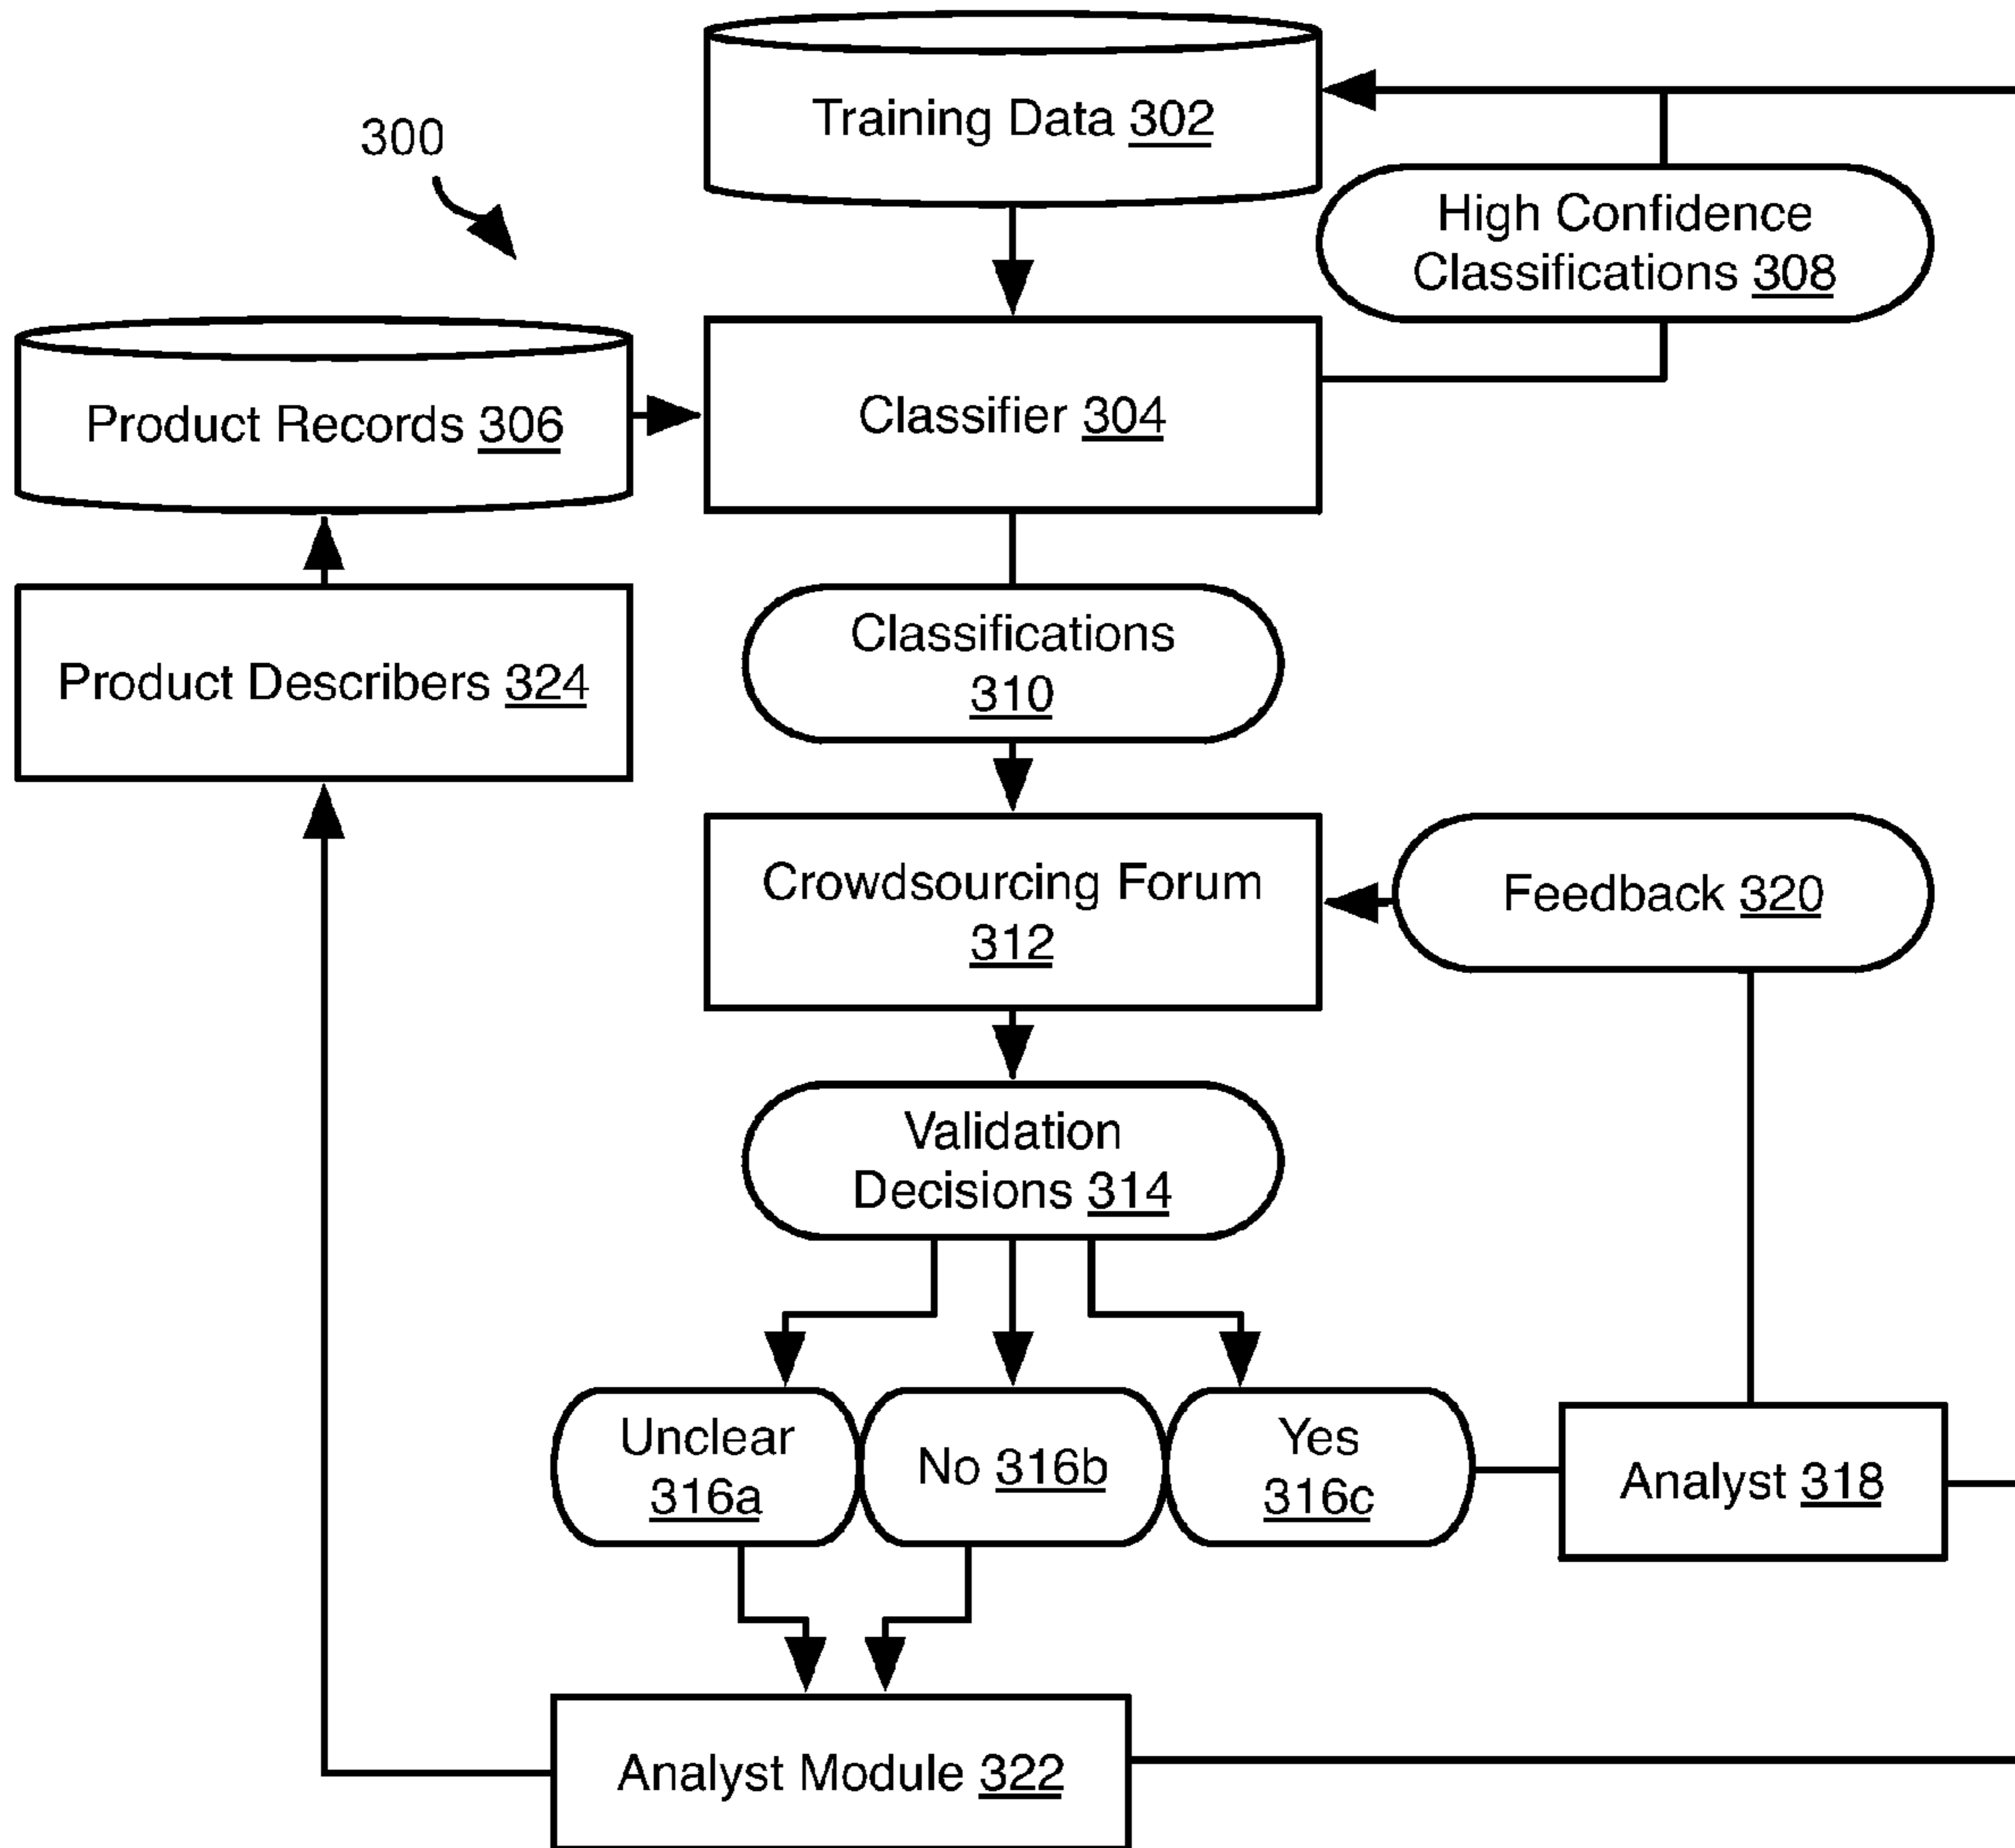 Training Data 302
300
High Confidence
Classifications 308
Product Records 306
Classifier 304
Product Describers 324
Classifications
310
Crowdsourcing Forum
312
Feedback 320
Validation
Decisions 314
Unclear
316a
No 316b
Yes
316c
Analyst 318
Analyst Module 322